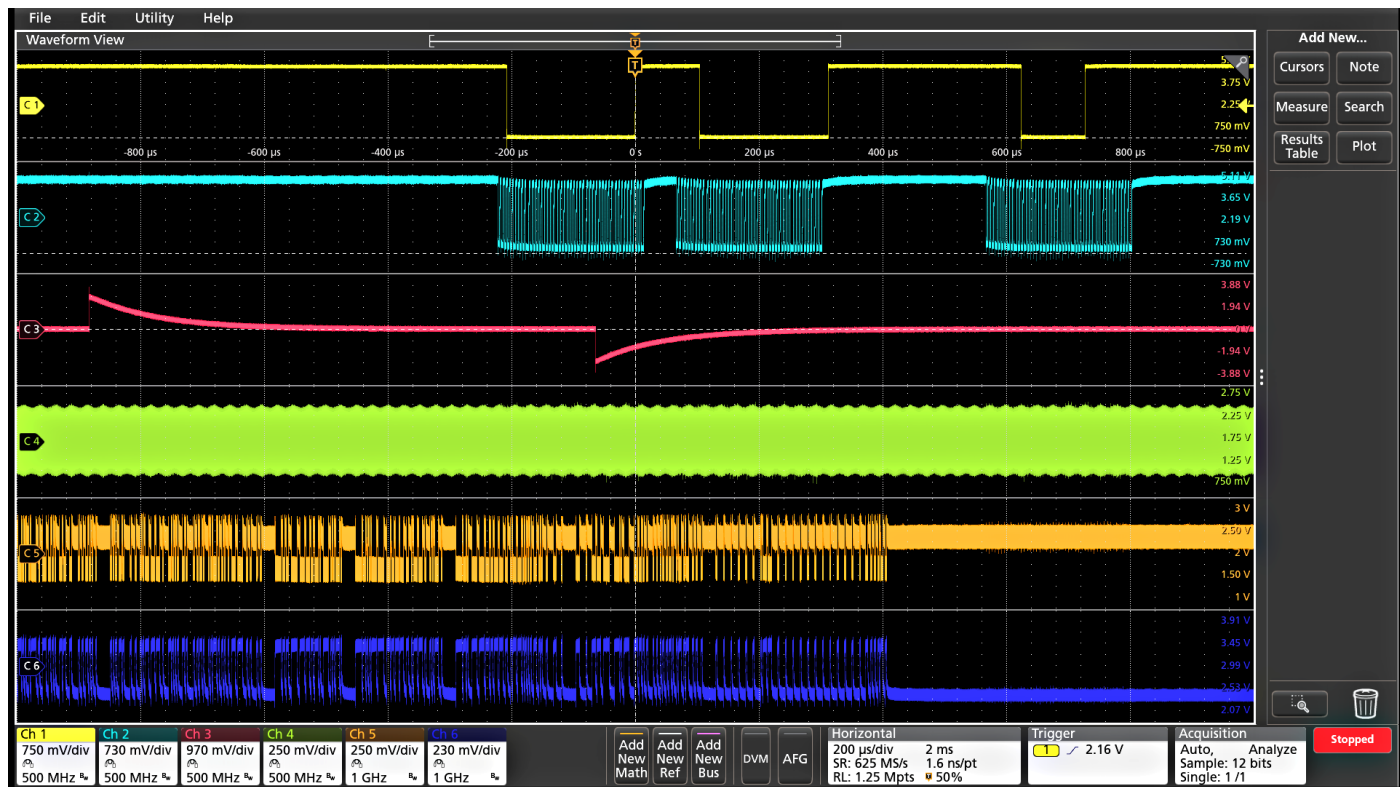 File Edit Utility Help
Waveform View
Add New...
Cursors Note
Measure Search
Results Table Plot
T
T
C 1
3.75 V
750 mV
-750 mV
-800 µs -600 µs -400 µs -200 µs 0 s 200 µs 400 µs 600 µs 800 µs
C 2
5.11 V
3.65 V
2.19 V
730 mV
-730 mV
C 3
3.88 V
1.94 V
-1.94 V
-3.88 V
C 4
2.75 V
2.25 V
1.75 V
1.25 V
750 mV
C 5
3 V
2.50 V
2 V
1.50 V
1 V
C 6
3.91 V
3.45 V
2.99 V
2.53 V
2.07 V
Ch 1
750 mV/div
500 MHz Bw
Ch 2
730 mV/div
500 MHz Bw
Ch 3
970 mV/div
500 MHz Bw
Ch 4
250 mV/div
500 MHz Bw
Ch 5
250 mV/div
1 GHz Bw
Ch 6
230 mV/div
1 GHz Bw
Add New Math
Add New Ref
Add New Bus
DVM
AFG
Horizontal
200 µs/div 2 ms
SR: 625 MS/s 1.6 ns/pt
RL: 1.25 Mpts 50%
Trigger
1 2.16 V
Acquisition
Auto, Analyze
Sample: 12 bits
Single: 1 /1
Stopped